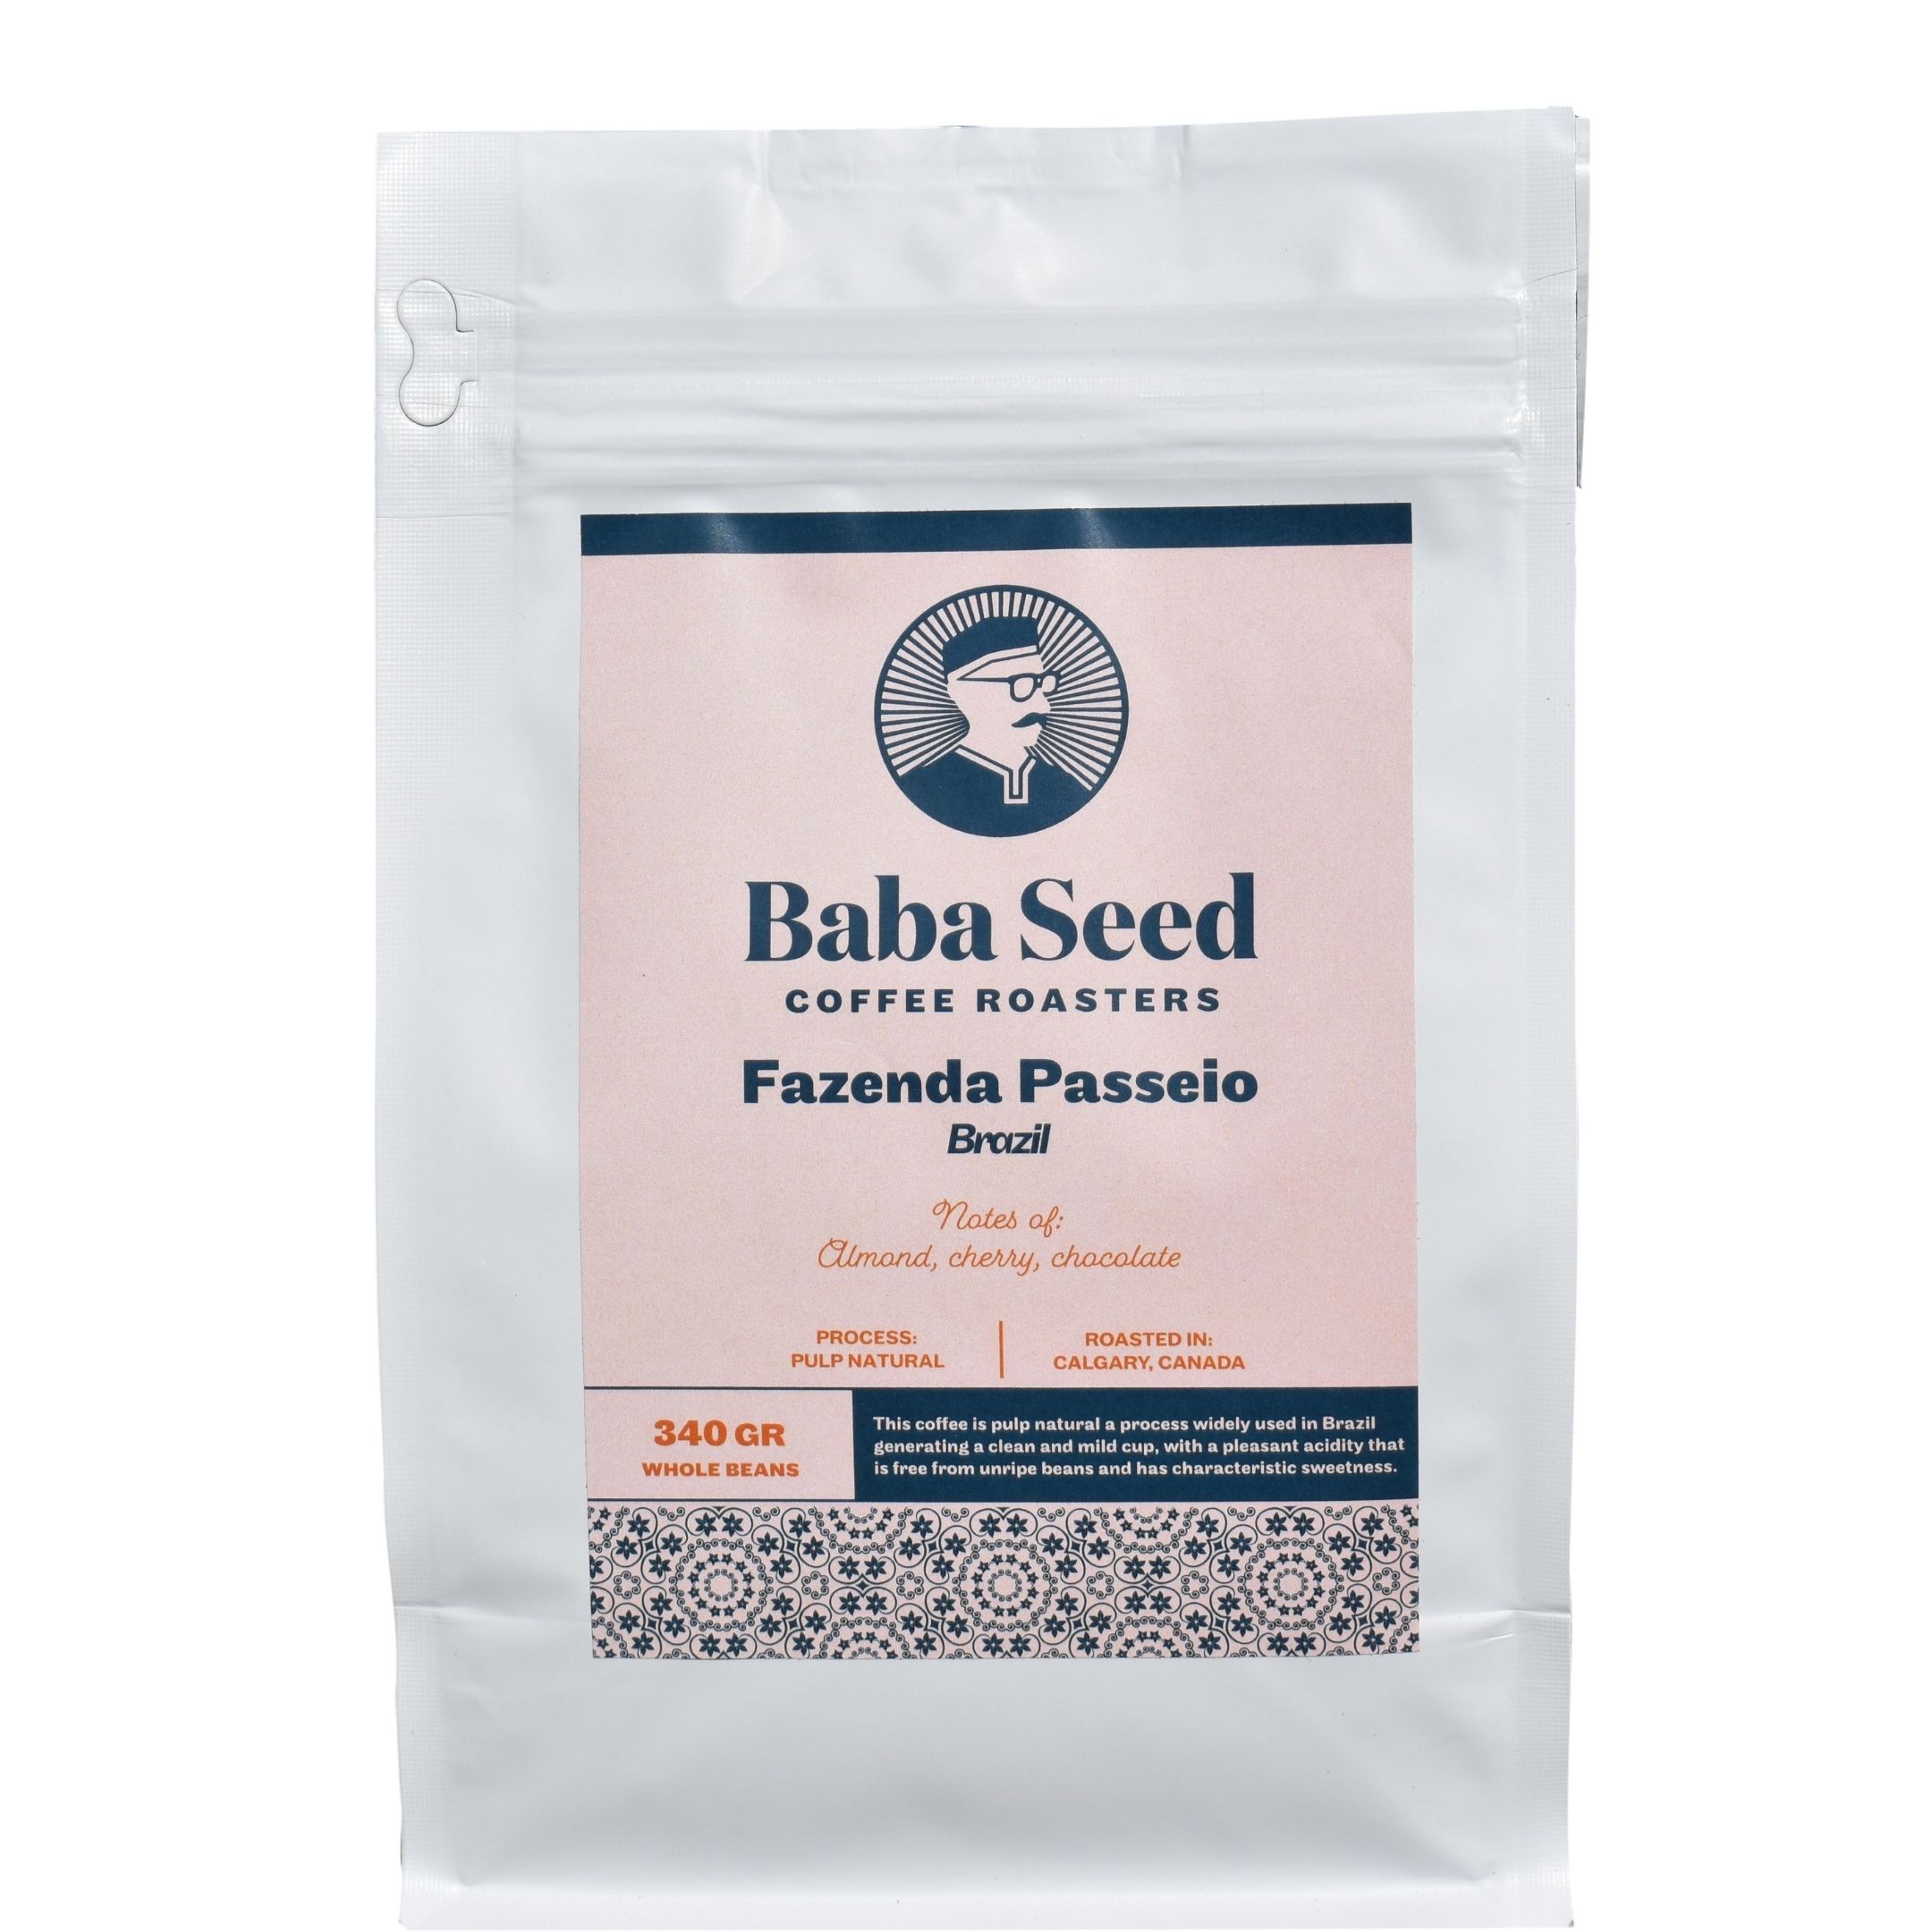 Baba Seed
COFFEE ROASTERS
Fazenda Passeio
Brazil
Notes of:
Almond, cherry, chocolate
PROCESS:
PULP NATURAL
ROASTED IN:
CALGARY, CANADA
340 GR
WHOLE BEANS
This coffee is pulp natural a process widely used in Brazil
generating a clean and mild cup, with a pleasant acidity that
is free from unripe beans and has characteristic sweetness.